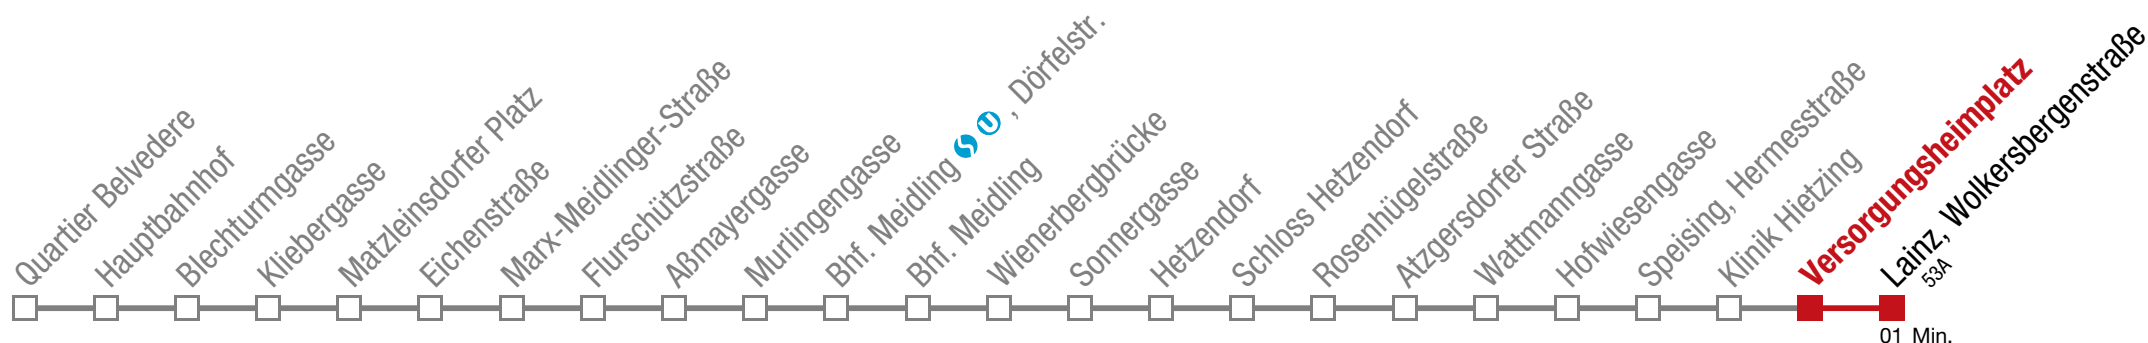 Quartier Belvedere
Hauptbahnhof
Blechturmgasse
Kliebergasse
Matzleinsdorfer Platz
Eichenstraße
Marx-Meidlinger-Straße
Flurschützstraße
Aßmayergasse
Murlingengasse
Bhf. Meidling S U , Dörfelstr.
Bhf. Meidling
Wienerbergbrücke
Sonnergasse
Hetzendorf
Schloss Hetzendorf
Rosenhügelstraße
Atzgersdorfer Straße
Wattmanngasse
Hofwiesengasse
Speising, Hermesstraße
Klinik Hietzing
Versorgungsheimplatz
Lainz, Wolkersbergenstraße
53A
01 Min.